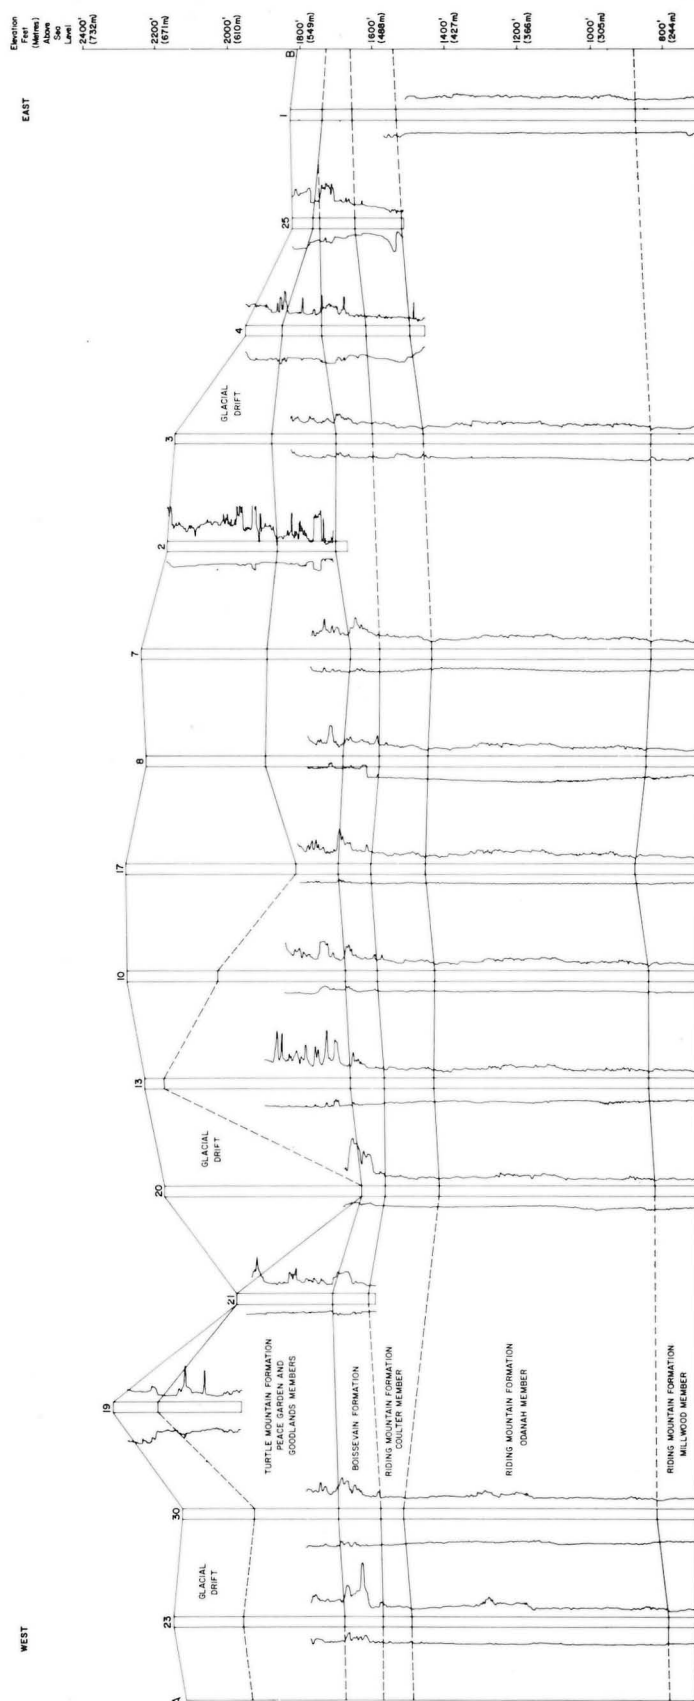 Elevation
Feet
(Metres)
Above
Sea
Level
2400'
(732m)
2200'
(671m)
2000'
(610m)
1800'
(549m)
1600'
(488m)
1400'
(427m)
1200'
(366m)
1000'
(305m)
800'
(244m)
EAST
B
1
25
4
GLACIAL
DRIFT
3
2
7
8
17
10
13
GLACIAL
DRIFT
20
21
19
TURTLE MOUNTAIN FORMATION
PEACE GARDEN AND
GOODLANDS MEMBERS
BOISSEVAIN FORMATION
RIDING MOUNTAIN FORMATION
COULTER MEMBER
RIDING MOUNTAIN FORMATION
ODANAH MEMBER
RIDING MOUNTAIN FORMATION
MILLWOOD MEMBER
30
GLACIAL
DRIFT
23
WEST
A